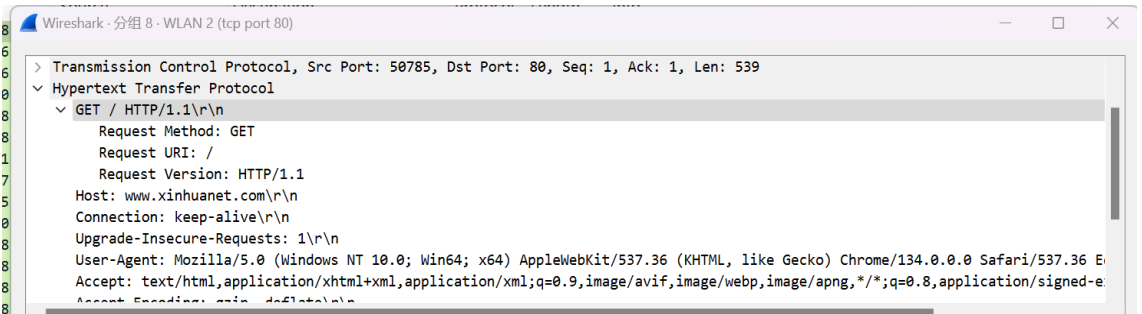 Wireshark · 分组 8 · WLAN 2 (tcp port 80)
Transmission Control Protocol, Src Port: 50785, Dst Port: 80, Seq: 1, Ack: 1, Len: 539
Hypertext Transfer Protocol
GET / HTTP/1.1\r\n
Request Method: GET
Request URI: /
Request Version: HTTP/1.1
Host: www.xinhuanet.com\r\n
Connection: keep-alive\r\n
Upgrade-Insecure-Requests: 1\r\n
User-Agent: Mozilla/5.0 (Windows NT 10.0; Win64; x64) AppleWebKit/537.36 (KHTML, like Gecko) Chrome/134.0.0.0 Safari/537.36
Accept: text/html,application/xhtml+xml,application/xml;q=0.9,image/avif,image/webp,image/apng,*/*;q=0.8,application/signed-e
Accept-Encoding: gzip, deflate\r\n